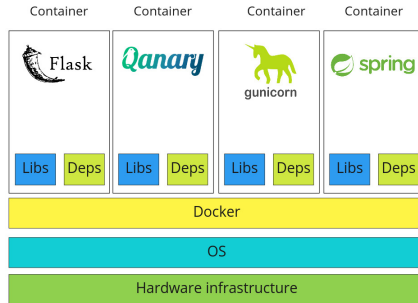 Container Container Container Container
Flask Qanary gunicorn spring
Libs Deps Libs Deps Libs Deps Libs Deps
Docker
OS
Hardware infrastructure